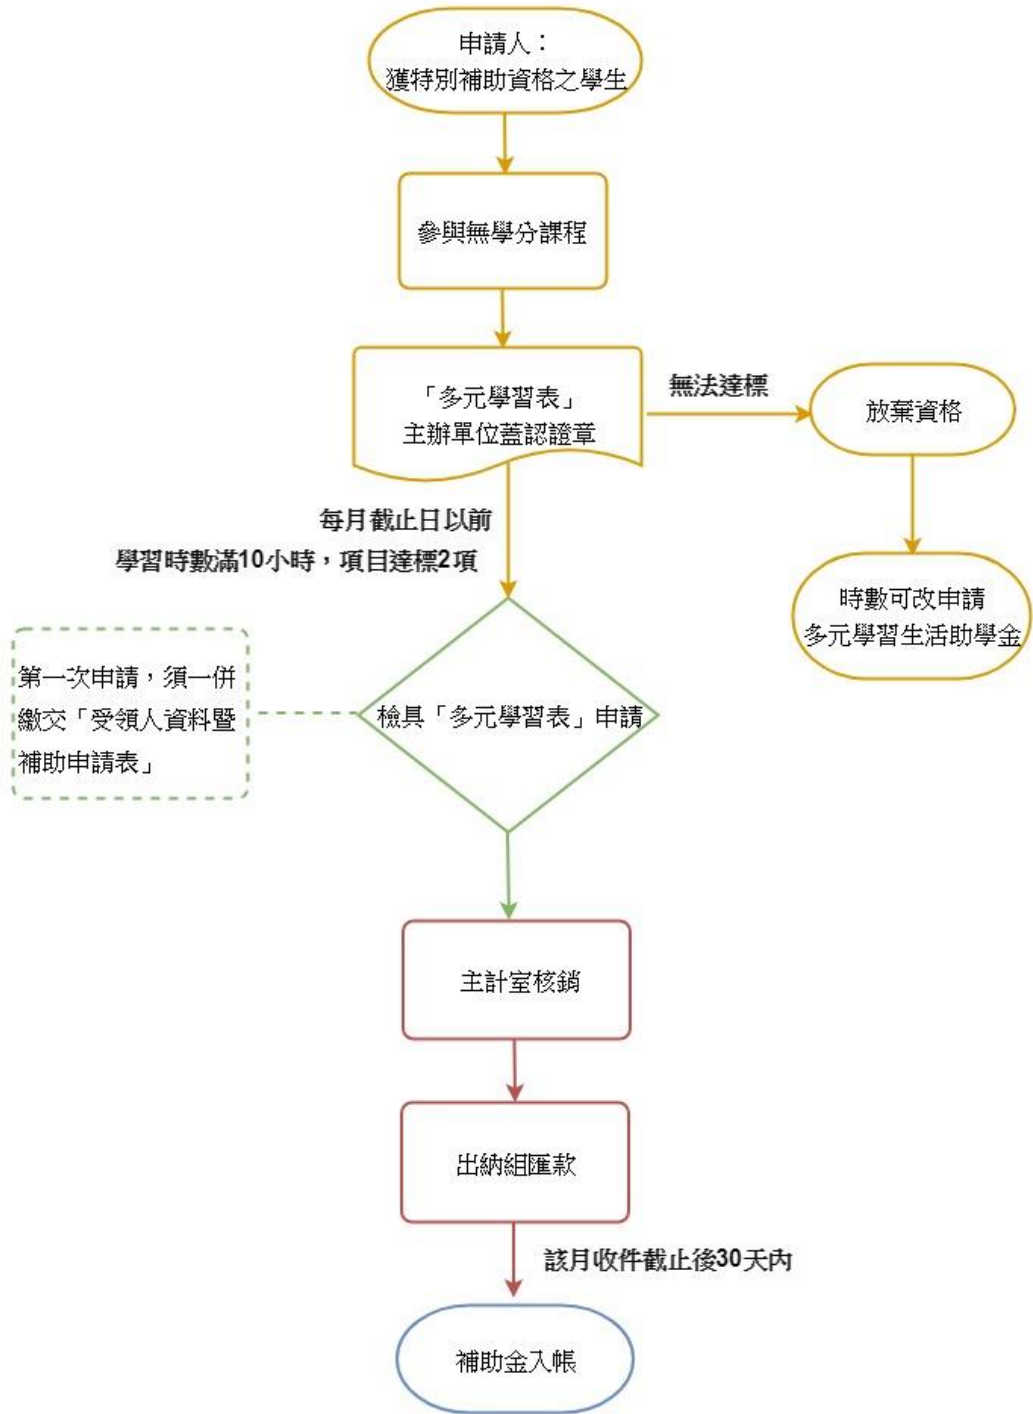 申請人：
獲特別補助資格之學生
參與無學分課程
「多元學習表」
主辦單位蓋認證章
無法達標
放棄資格
時數可改申請
多元學習生活助學金
每月截止日以前
學習時數滿10小時，項目達標2項
第一次申請，須一併
繳交「受領人資料暨
補助申請表」
檢具「多元學習表」申請
主計室核銷
出納組匯款
該月收件截止後30天內
補助金入帳